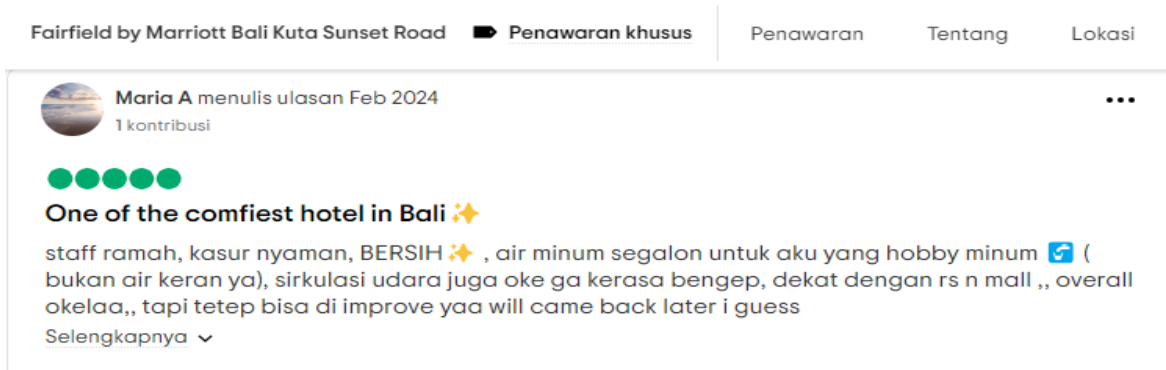 Fairfield by Marriott Bali Kuta Sunset Road Penawaran khusus Penawaran Tentang Lokasi
Maria A menulis ulasan Feb 2024
1 kontribusi
One of the comfiest hotel in Bali ✨
staff ramah, kasur nyaman, BERSIH✨ , air minum segalon untuk aku yang hobby minum 🚰 (
bukan air keran ya), sirkulasi udara juga oke ga kerasa bengep, dekat dengan rs n mall ,, overall
okelaa,, tapi tetep bisa di improve yaa will came back later i guess
Selengkapnya